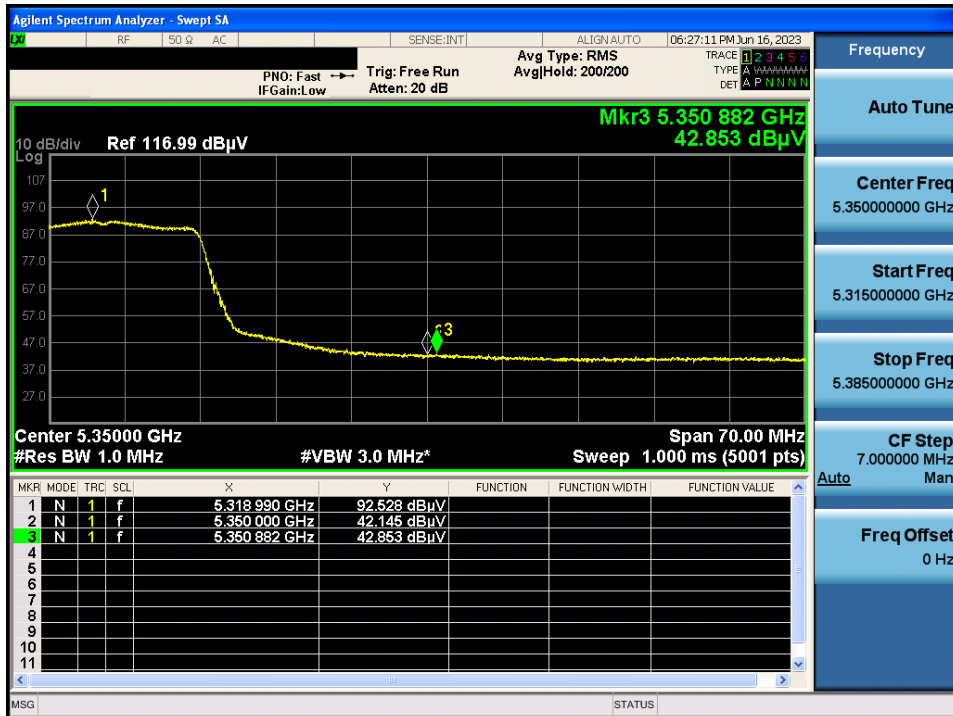 Agilent Spectrum Analyzer - Swept SA
LXI RF 50 Ω AC SENSE:INT ALIGN AUTO 06:27:11 PM Jun 16, 2023
Frequency
PNO: Fast
IFGain:Low
Trig: Free Run
Atten: 20 dB
Avg Type: RMS
Avg|Hold: 200/200
TRACE 1 2 3 4 5 6
TYPE A WWWWW
DET A P N N N N
Mkr3 5.350 882 GHz
42.853 dBµV
10 dB/div Ref 116.99 dBµV
Log
107
97.0
87.0
77.0
67.0
57.0
47.0
37.0
27.0
1
3
Center 5.35000 GHz Span 70.00 MHz
#Res BW 1.0 MHz #VBW 3.0 MHz* Sweep 1.000 ms (5001 pts)
MKR MODE TRC SCL X Y FUNCTION FUNCTION WIDTH FUNCTION VALUE
1 N 1 f 5.318 990 GHz 92.528 dBµV
2 N 1 f 5.350 000 GHz 42.145 dBµV
3 N 1 f 5.350 882 GHz 42.853 dBµV
4
5
6
7
8
9
10
11
MSG STATUS
Auto Tune
Center Freq
5.350000000 GHz
Start Freq
5.315000000 GHz
Stop Freq
5.385000000 GHz
CF Step
7.000000 MHz
Auto Man
Freq Offset
0 Hz